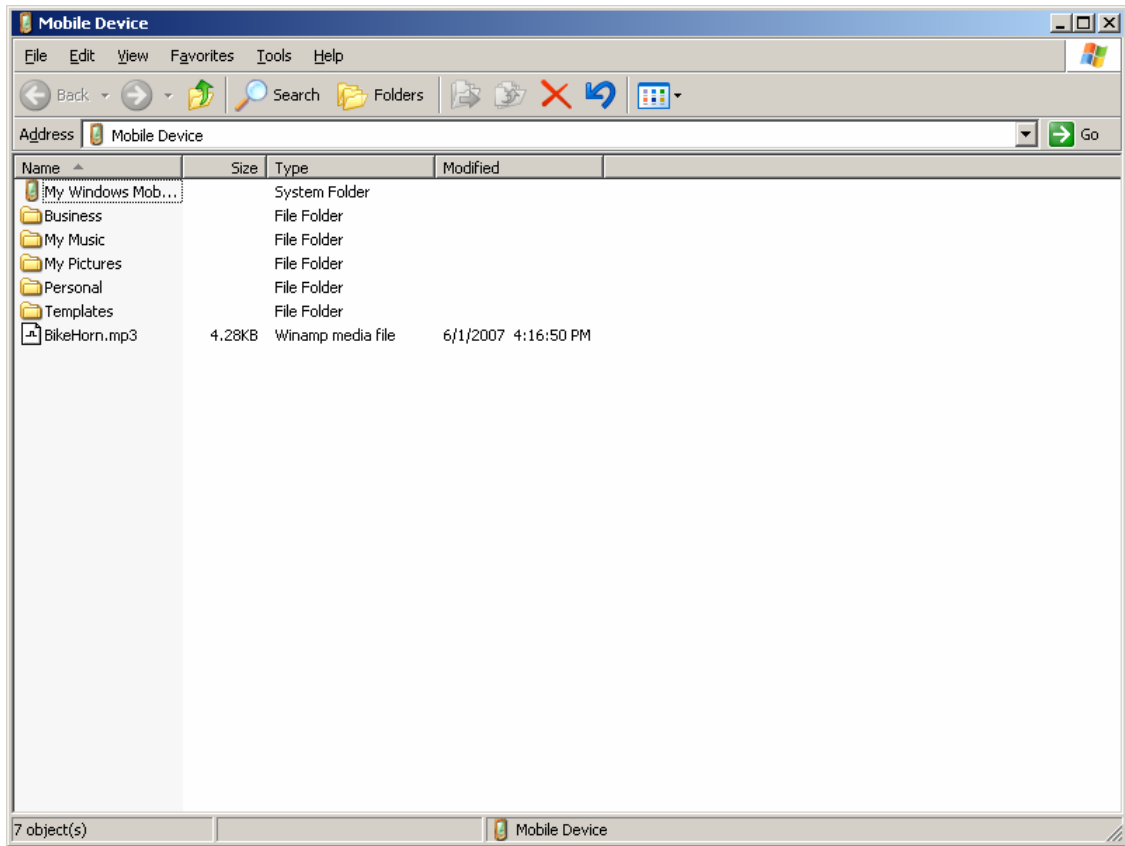 Mobile Device
File Edit View Favorites Tools Help
Back Search Folders
Address Mobile Device Go
Name Size Type Modified
My Windows Mob... System Folder
Business File Folder
My Music File Folder
My Pictures File Folder
Personal File Folder
Templates File Folder
BikeHorn.mp3 4.28KB Winamp media file 6/1/2007 4:16:50 PM
7 object(s) Mobile Device